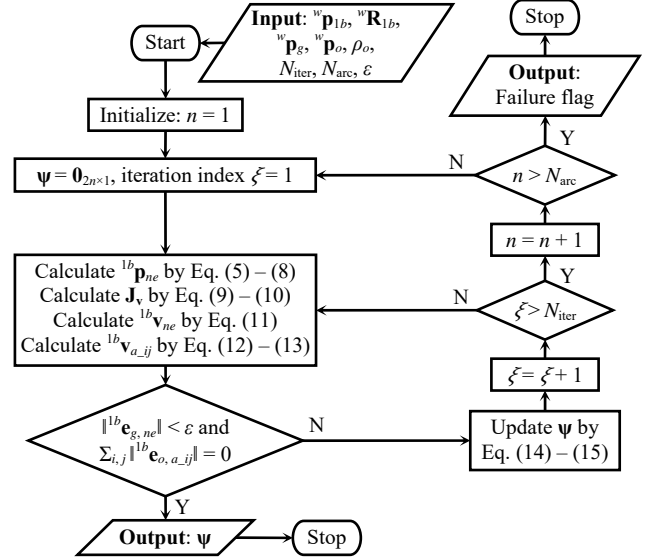 Start
Input: ʷp₁b, ʷR₁b,
ʷp_g, ʷp_o, ρ_o,
N_iter, N_arc, ε
Initialize: n = 1
ψ = 0₂ₙ×₁, iteration index ξ = 1
Calculate ¹ᵇp_ne by Eq. (5) – (8)
Calculate J_v by Eq. (9) – (10)
Calculate ¹ᵇv_ne by Eq. (11)
Calculate ¹ᵇv_a_ij by Eq. (12) – (13)
‖¹ᵇe_g, ne‖ < ε and
Σ_i, j ‖¹ᵇe_o, a_ij‖ = 0
Y
Output: ψ
Stop
N
Update ψ by
Eq. (14) – (15)
ξ = ξ + 1
ξ > N_iter
N
Y
n = n + 1
n > N_arc
N
Y
Output:
Failure flag
Stop